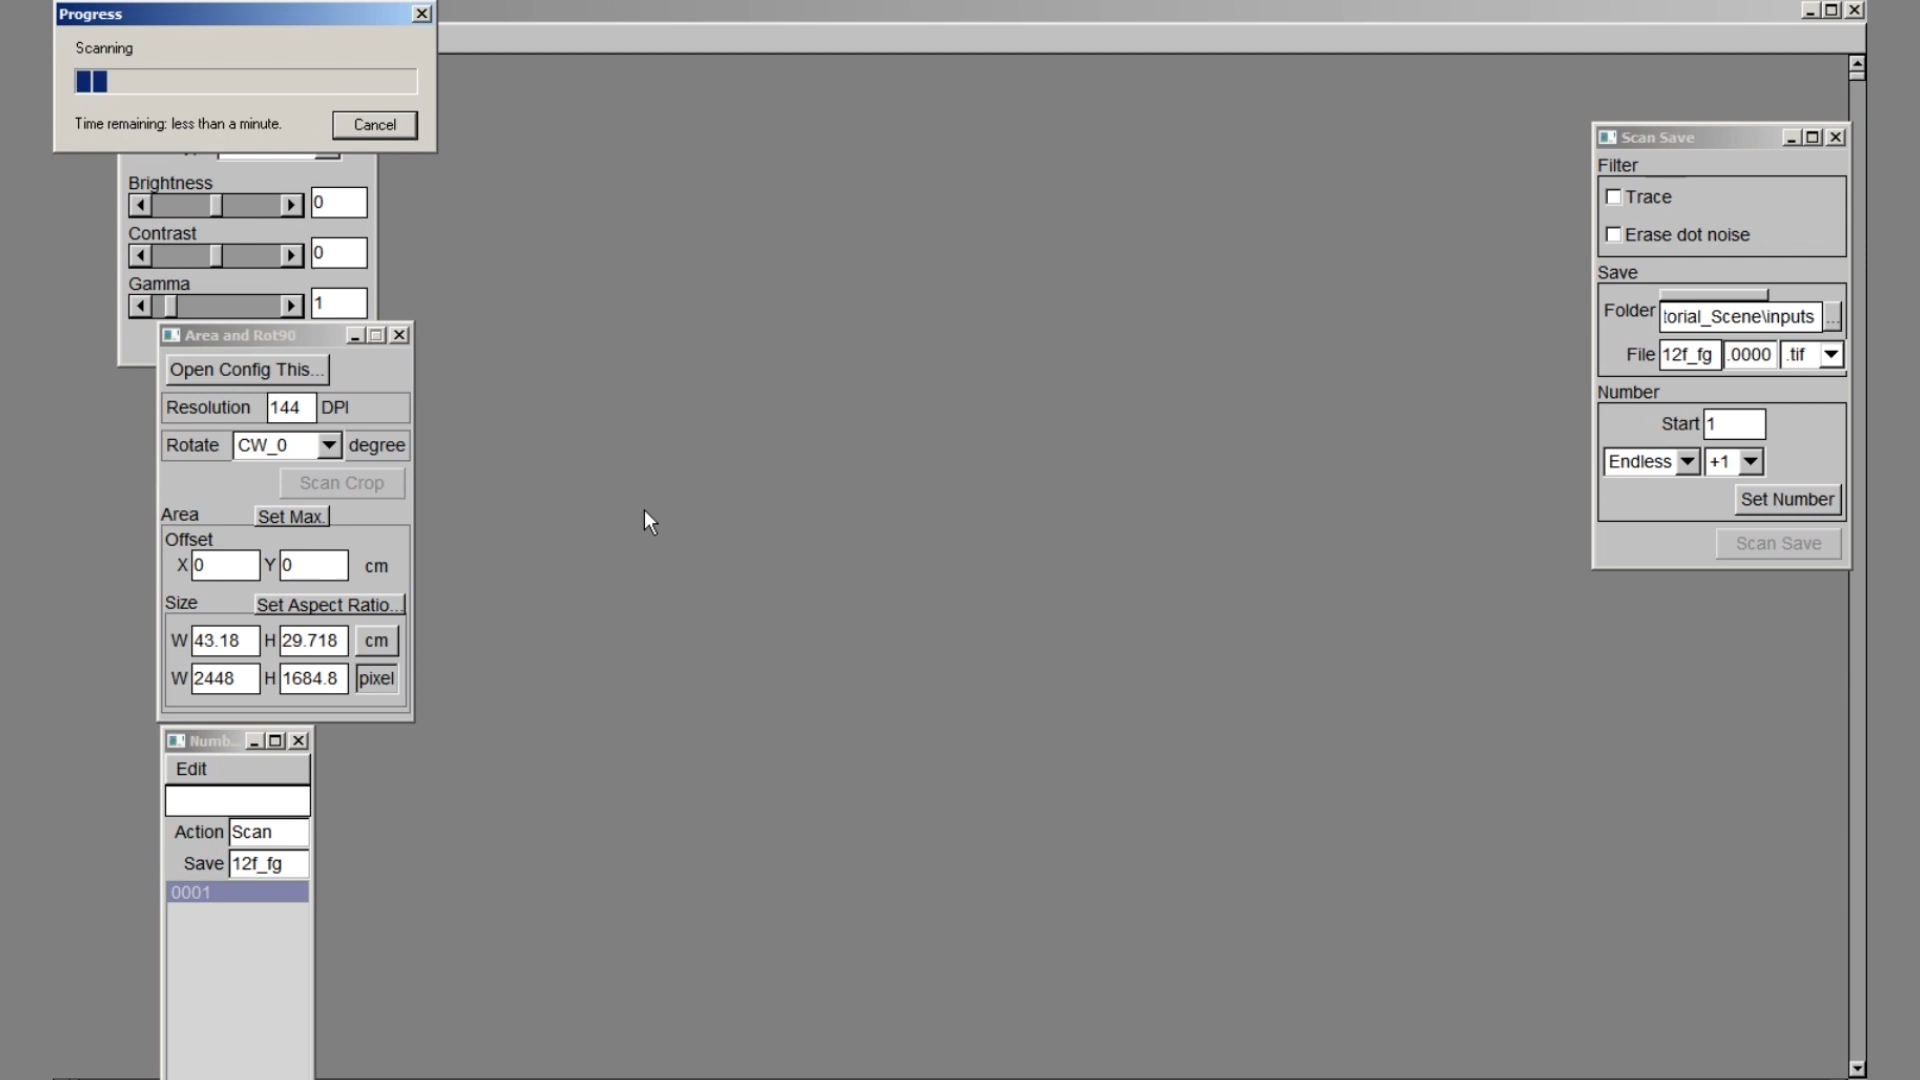 Progress
Scanning
Time remaining: less than a minute.
Cancel
Brightness
0
Contrast
0
Gamma
1
Area and Rot90
Open Config This...
Resolution 144 DPI
Rotate CW_0 degree
Scan Crop
Area Set Max.
Offset
X 0 Y 0 cm
Size Set Aspect Ratio...
W 43.18 H 29.718 cm
W 2448 H 1684.8 pixel
Numb...
Edit
Action Scan
Save 12f_fg
0001
Scan Save
Filter
Trace
Erase dot noise
Save
Folder torial_Scene\inputs ...
File 12f_fg .0000 .tif
Number
Start 1
Endless +1
Set Number
Scan Save